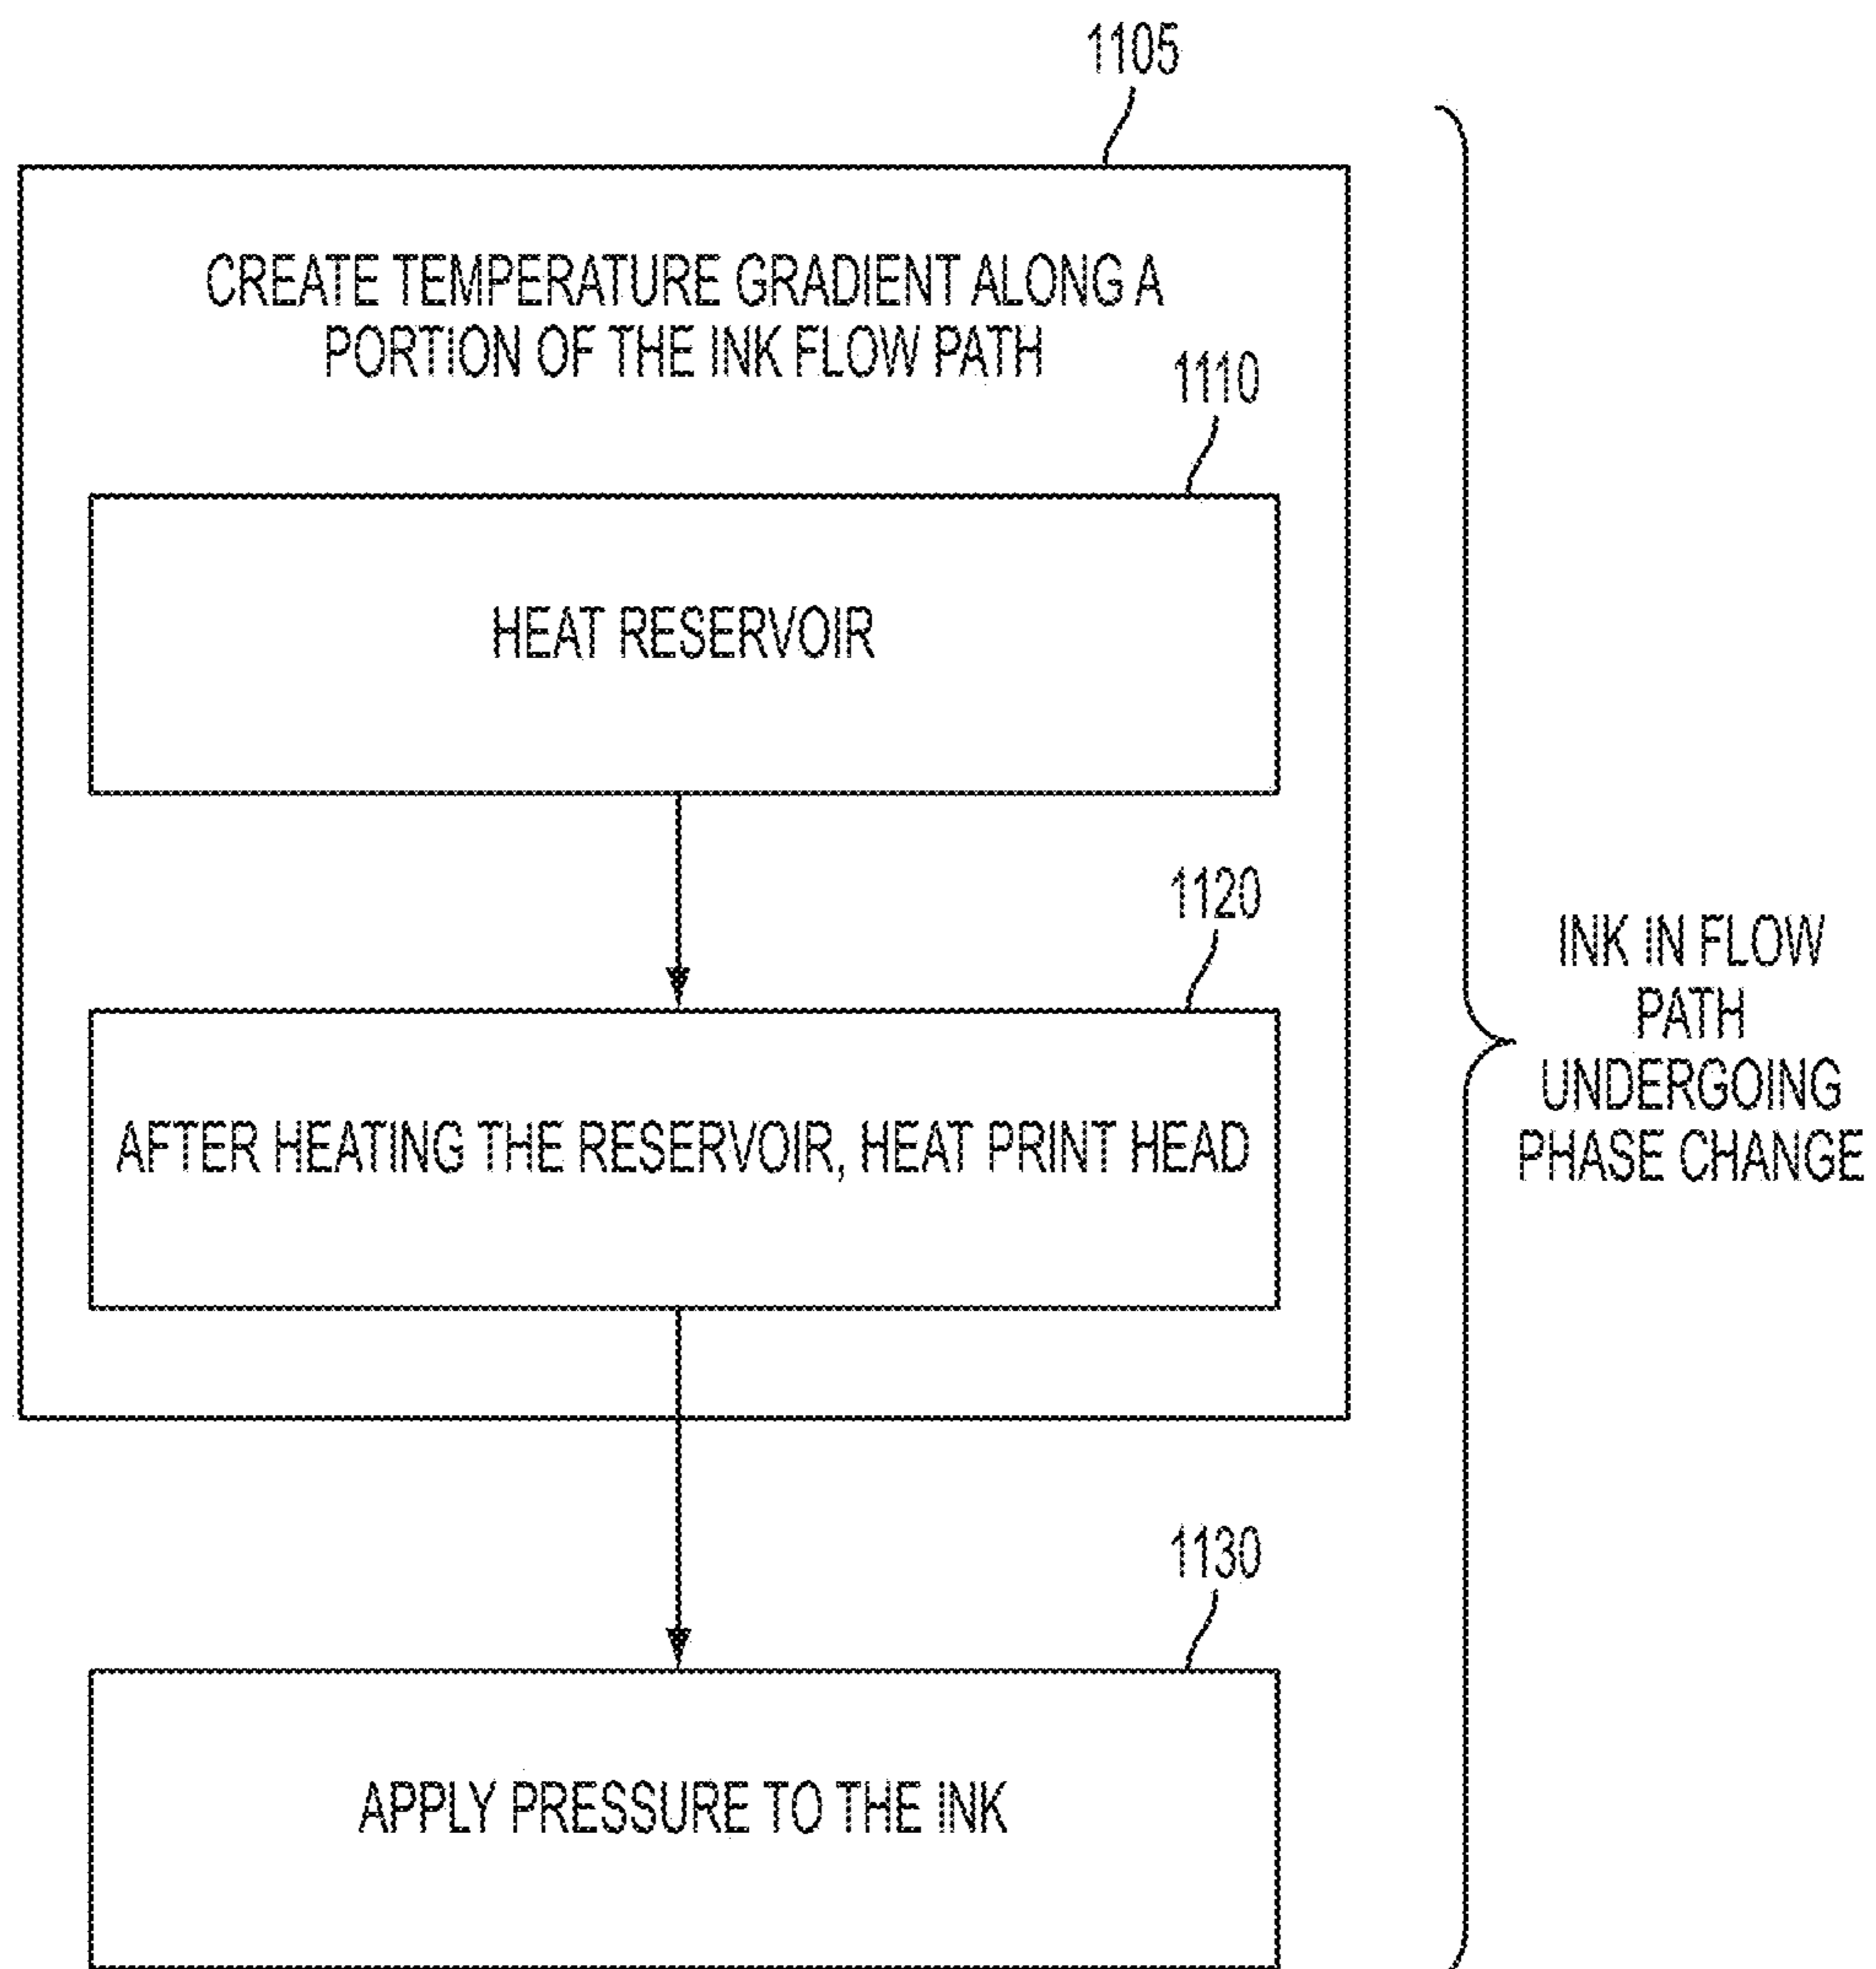 1105
CREATE TEMPERATURE GRADIENT ALONG A
PORTION OF THE INK FLOW PATH
1110
HEAT RESERVOIR
1120
AFTER HEATING THE RESERVOIR, HEAT PRINT HEAD
1130
APPLY PRESSURE TO THE INK
INK IN FLOW
PATH
UNDERGOING
PHASE CHANGE